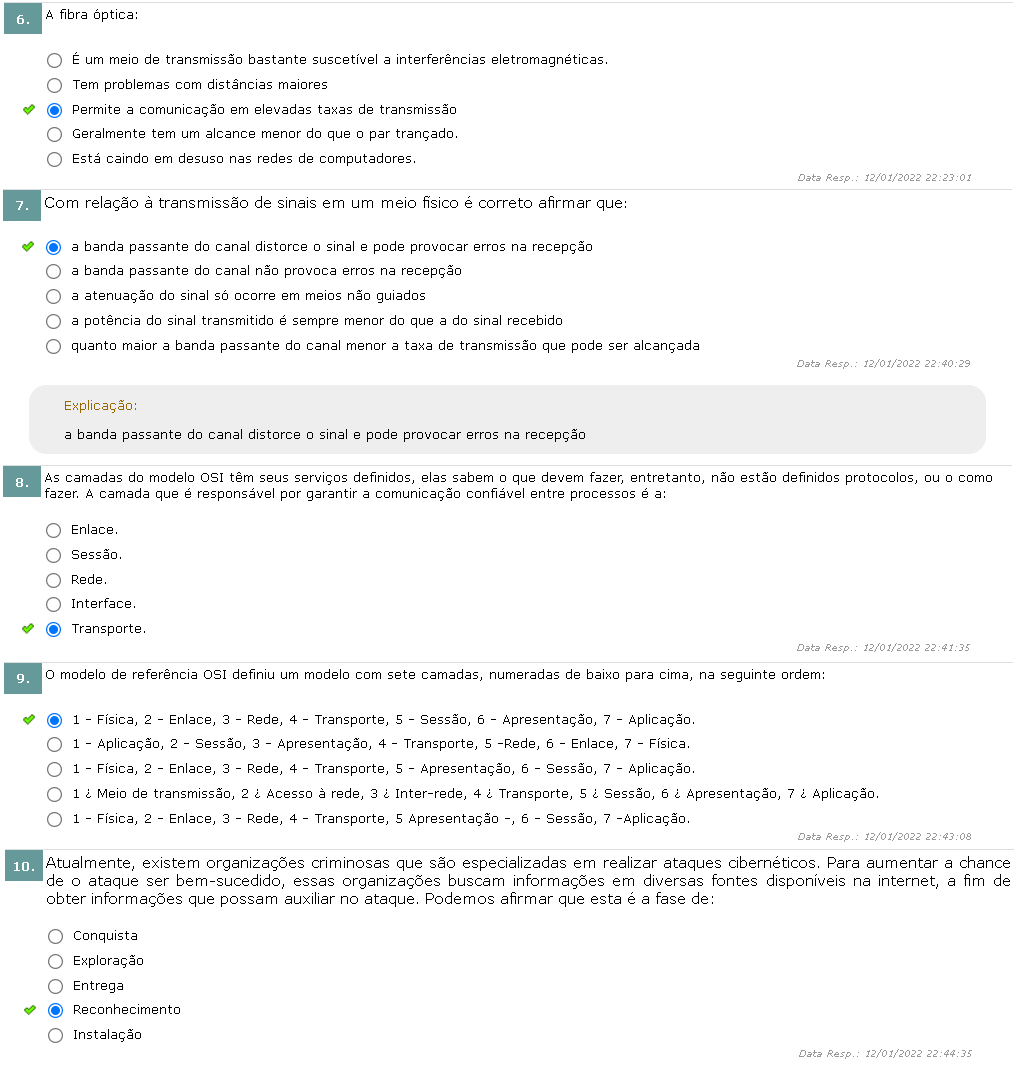 6. A fibra óptica:
É um meio de transmissão bastante suscetível a interferências eletromagnéticas.
Tem problemas com distâncias maiores
Permite a comunicação em elevadas taxas de transmissão
Geralmente tem um alcance menor do que o par trançado.
Está caindo em desuso nas redes de computadores.
Data Resp.: 12/01/2022 22:23:01
7. Com relação à transmissão de sinais em um meio físico é correto afirmar que:
a banda passante do canal distorce o sinal e pode provocar erros na recepção
a banda passante do canal não provoca erros na recepção
a atenuação do sinal só ocorre em meios não guiados
a potência do sinal transmitido é sempre menor do que a do sinal recebido
quanto maior a banda passante do canal menor a taxa de transmissão que pode ser alcançada
Data Resp.: 12/01/2022 22:40:29
Explicação:
a banda passante do canal distorce o sinal e pode provocar erros na recepção
8. As camadas do modelo OSI têm seus serviços definidos, elas sabem o que devem fazer, entretanto, não estão definidos protocolos, ou o como
fazer. A camada que é responsável por garantir a comunicação confiável entre processos é a:
Enlace.
Sessão.
Rede.
Interface.
Transporte.
Data Resp.: 12/01/2022 22:41:35
9. O modelo de referência OSI definiu um modelo com sete camadas, numeradas de baixo para cima, na seguinte ordem:
1 - Física, 2 - Enlace, 3 - Rede, 4 - Transporte, 5 - Sessão, 6 - Apresentação, 7 - Aplicação.
1 - Aplicação, 2 - Sessão, 3 - Apresentação, 4 - Transporte, 5 -Rede, 6 - Enlace, 7 - Física.
1 - Física, 2 - Enlace, 3 - Rede, 4 - Transporte, 5 - Apresentação, 6 - Sessão, 7 - Aplicação.
1 ¿ Meio de transmissão, 2 ¿ Acesso à rede, 3 ¿ Inter-rede, 4 ¿ Transporte, 5 ¿ Sessão, 6 ¿ Apresentação, 7 ¿ Aplicação.
1 - Física, 2 - Enlace, 3 - Rede, 4 - Transporte, 5 Apresentação -, 6 - Sessão, 7 -Aplicação.
Data Resp.: 12/01/2022 22:43:08
10. Atualmente, existem organizações criminosas que são especializadas em realizar ataques cibernéticos. Para aumentar a chance
de o ataque ser bem-sucedido, essas organizações buscam informações em diversas fontes disponíveis na internet, a fim de
obter informações que possam auxiliar no ataque. Podemos afirmar que esta é a fase de:
Conquista
Exploração
Entrega
Reconhecimento
Instalação
Data Resp.: 12/01/2022 22:44:35